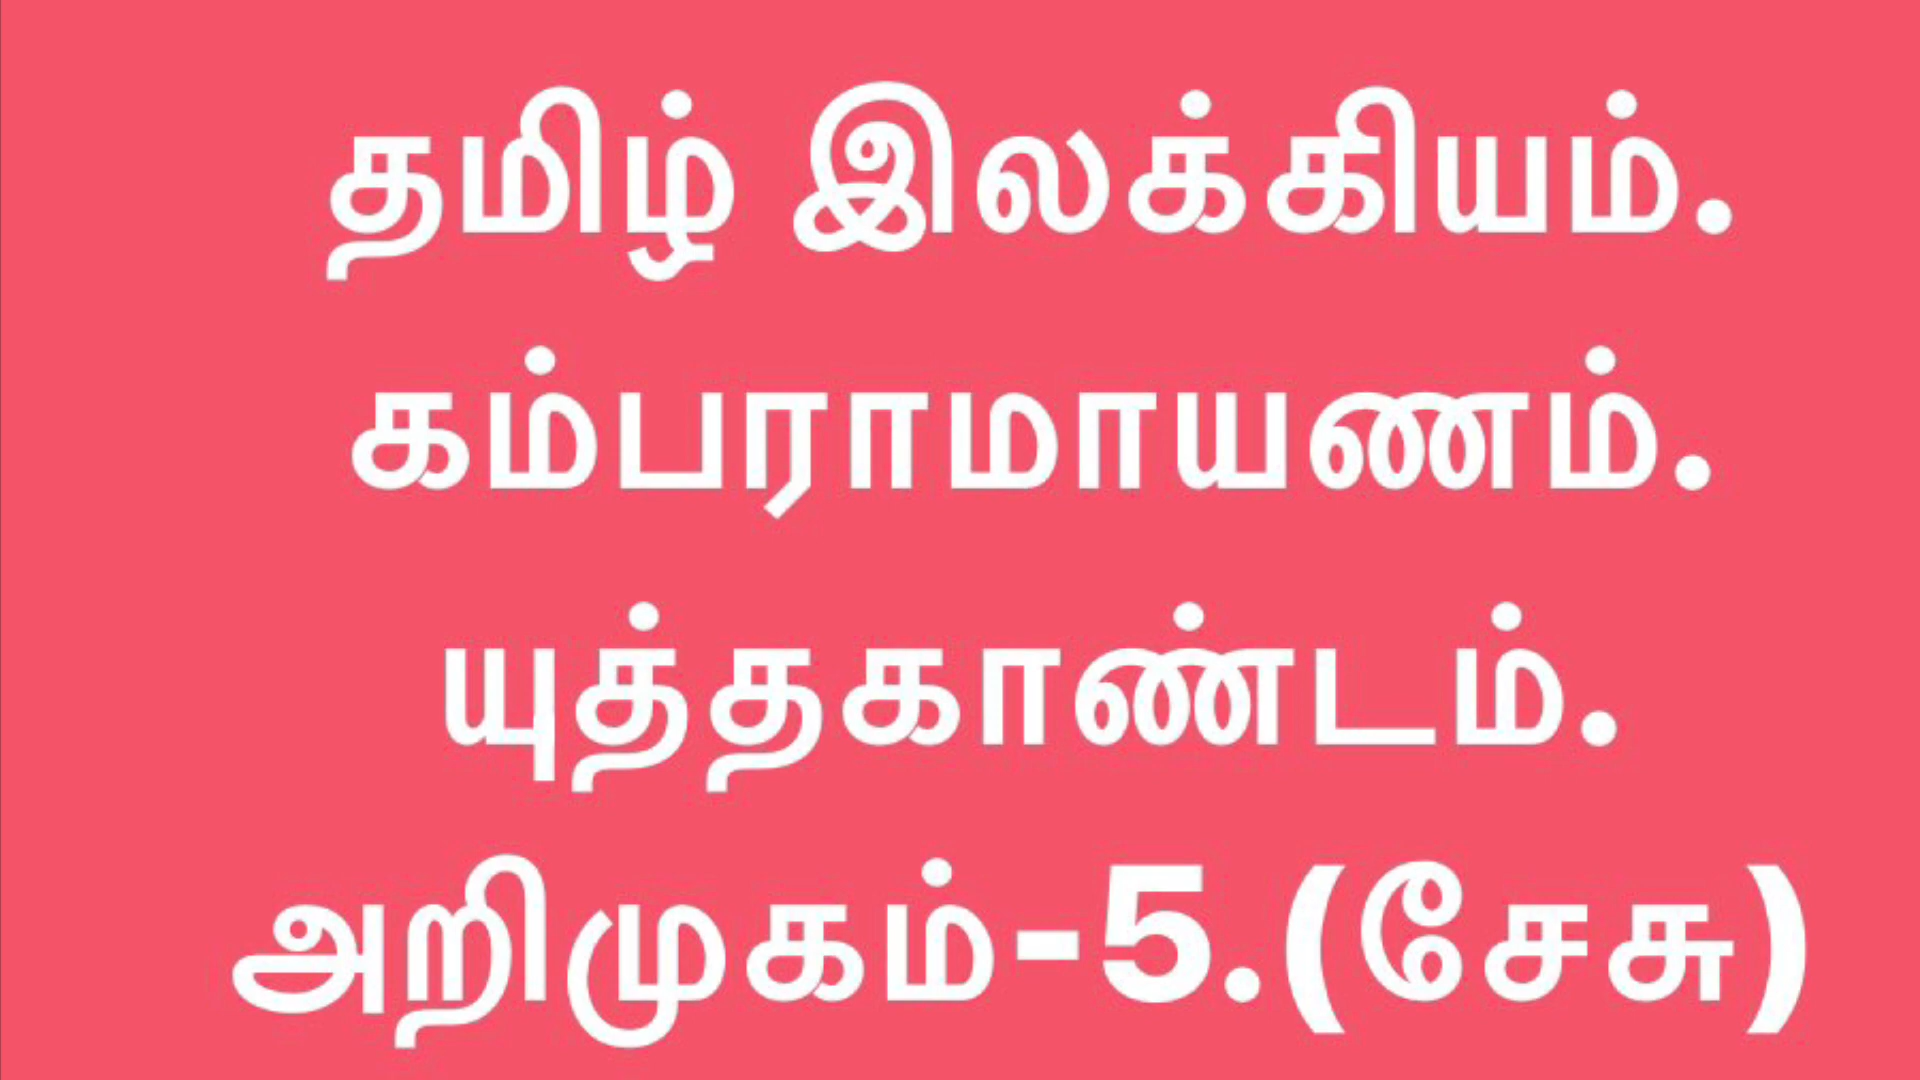 தமிழ் இலக்கியம்.
கம்பராமாயணம்.
யுத்தகாண்டம்.
அறிமுகம்-5.(சேசு)